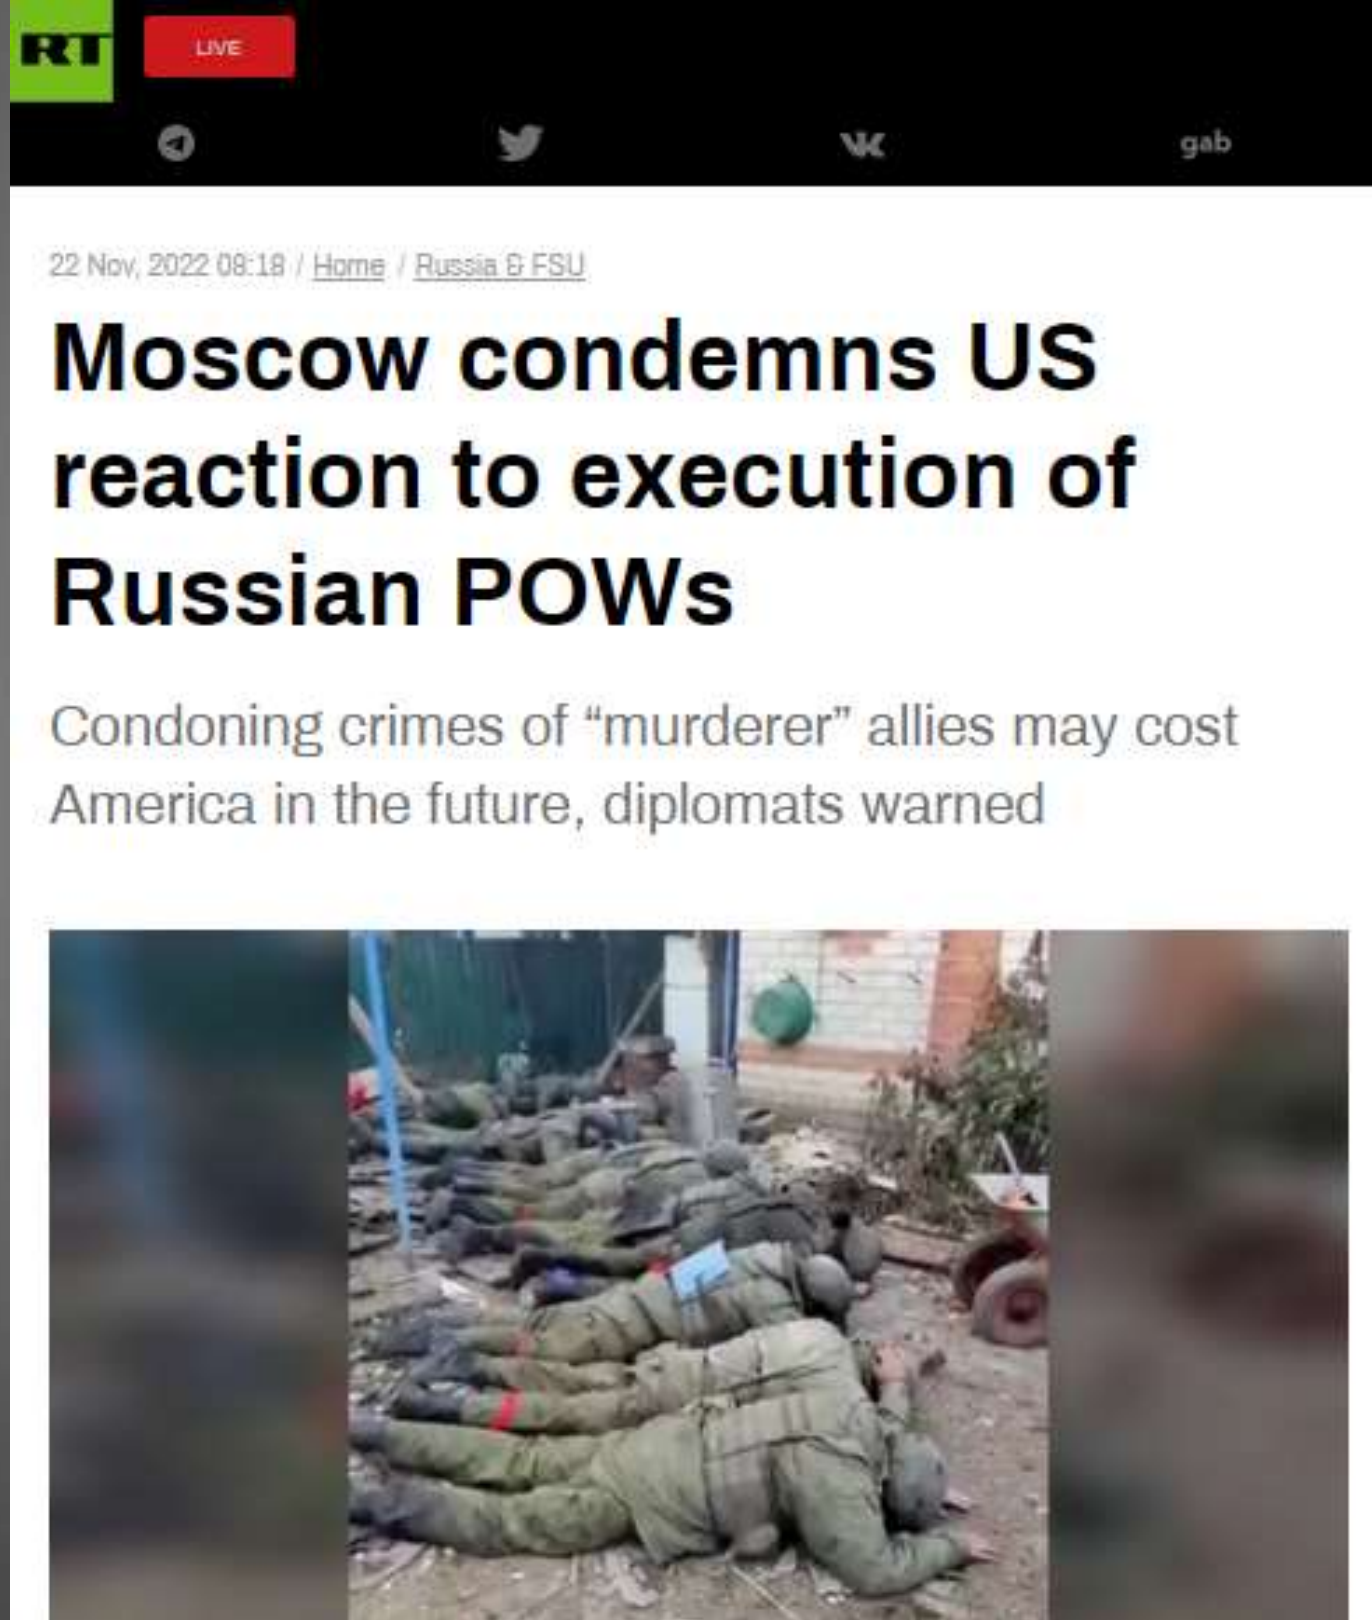 RT
LIVE
gab
22 Nov, 2022 08:18 / Home / Russia & FSU
Moscow condemns US
reaction to execution of
Russian POWs
Condoning crimes of “murderer” allies may cost
America in the future, diplomats warned